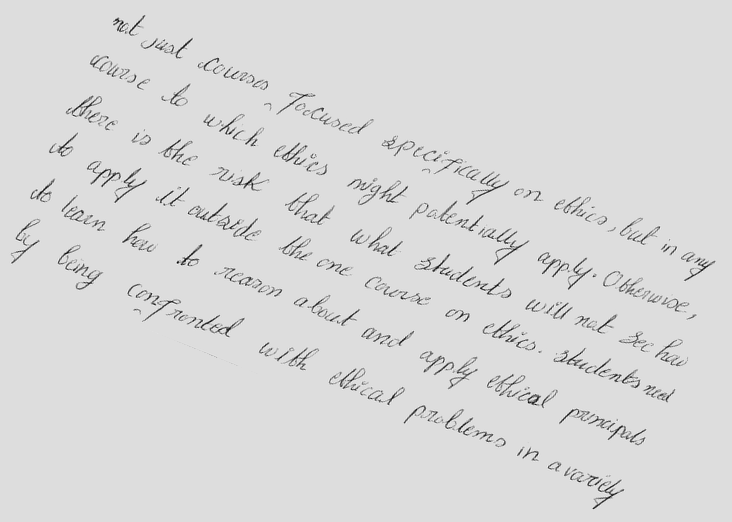 not just courses focused specifically on ethics, but in any
course to which ethics might potentially apply. Otherwise,
there is the risk that what students will not see how
to apply it outside the one course on ethics. Students need
to learn how to reason about and apply ethical principals
by being confronted with ethical problems in a variety